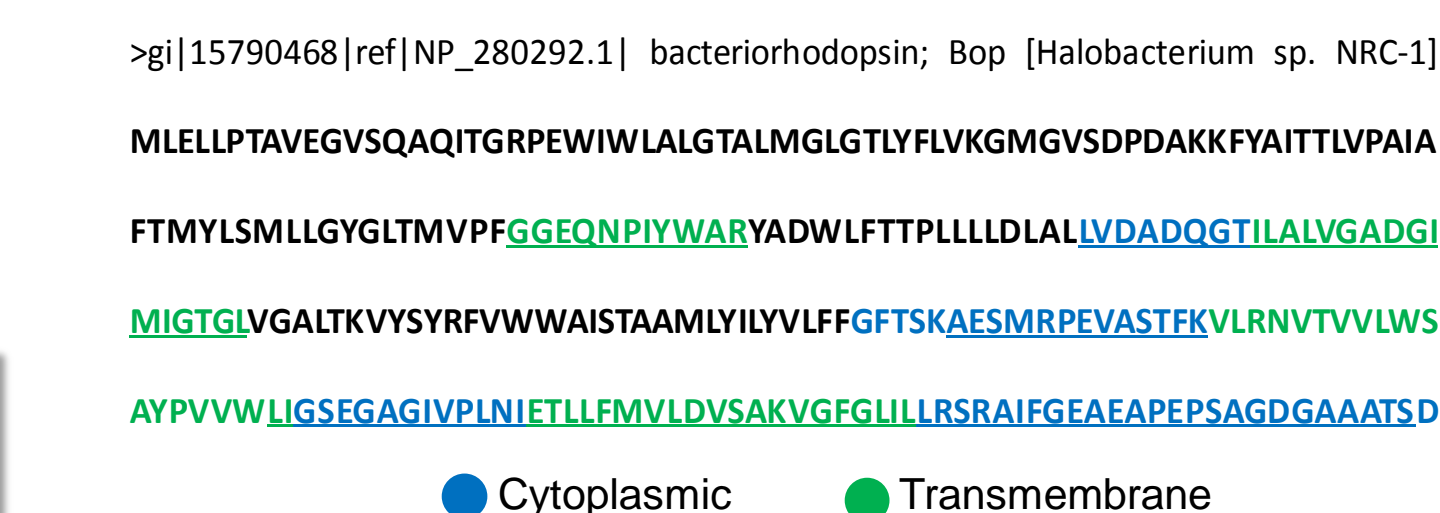 >gi|15790468|ref|NP_280292.1| bacteriorhodopsin; Bop [Halobacterium sp. NRC-1]
MLELLPTAVEGVSQAQITGRPEWIWLALGTALMGLGTLYFLVKGMGVSDPDAKKFYAITTLVPAIA
FTMYLSMLLGYGLTMVPFGGEQNPIYWARYADWLFTTPLLLLDLALLVDADQGTILALVGADGI
MIGTGLVGALTKVYSYRFVWWAISTAAMLYILYVLFFGFTSKAESMRPEVASTFKVLRNVTVVLWS
AYPVVWLIGSEGAGIVPLNIETLLFMVLDVSAKVGFGLILLRSRAIFGEAEAPEPSAGDGAAATSD
Cytoplasmic Transmembrane